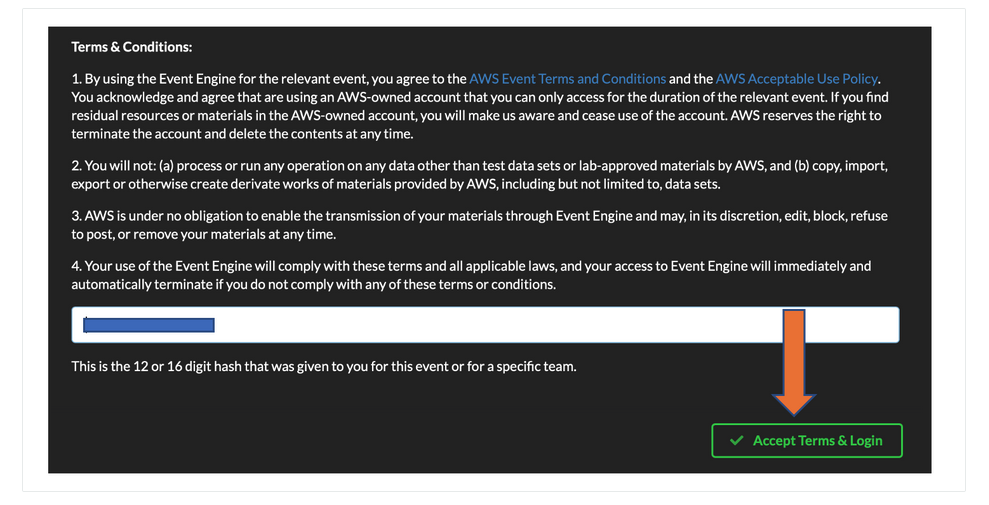 Terms & Conditions:
1. By using the Event Engine for the relevant event, you agree to the AWS Event Terms and Conditions and the AWS Acceptable Use Policy.
You acknowledge and agree that are using an AWS-owned account that you can only access for the duration of the relevant event. If you find
residual resources or materials in the AWS-owned account, you will make us aware and cease use of the account. AWS reserves the right to
terminate the account and delete the contents at any time.
2. You will not: (a) process or run any operation on any data other than test data sets or lab-approved materials by AWS, and (b) copy, import,
export or otherwise create derivate works of materials provided by AWS, including but not limited to, data sets.
3. AWS is under no obligation to enable the transmission of your materials through Event Engine and may, in its discretion, edit, block, refuse
to post, or remove your materials at any time.
4. Your use of the Event Engine will comply with these terms and all applicable laws, and your access to Event Engine will immediately and
automatically terminate if you do not comply with any of these terms or conditions.
This is the 12 or 16 digit hash that was given to you for this event or for a specific team.
Accept Terms & Login